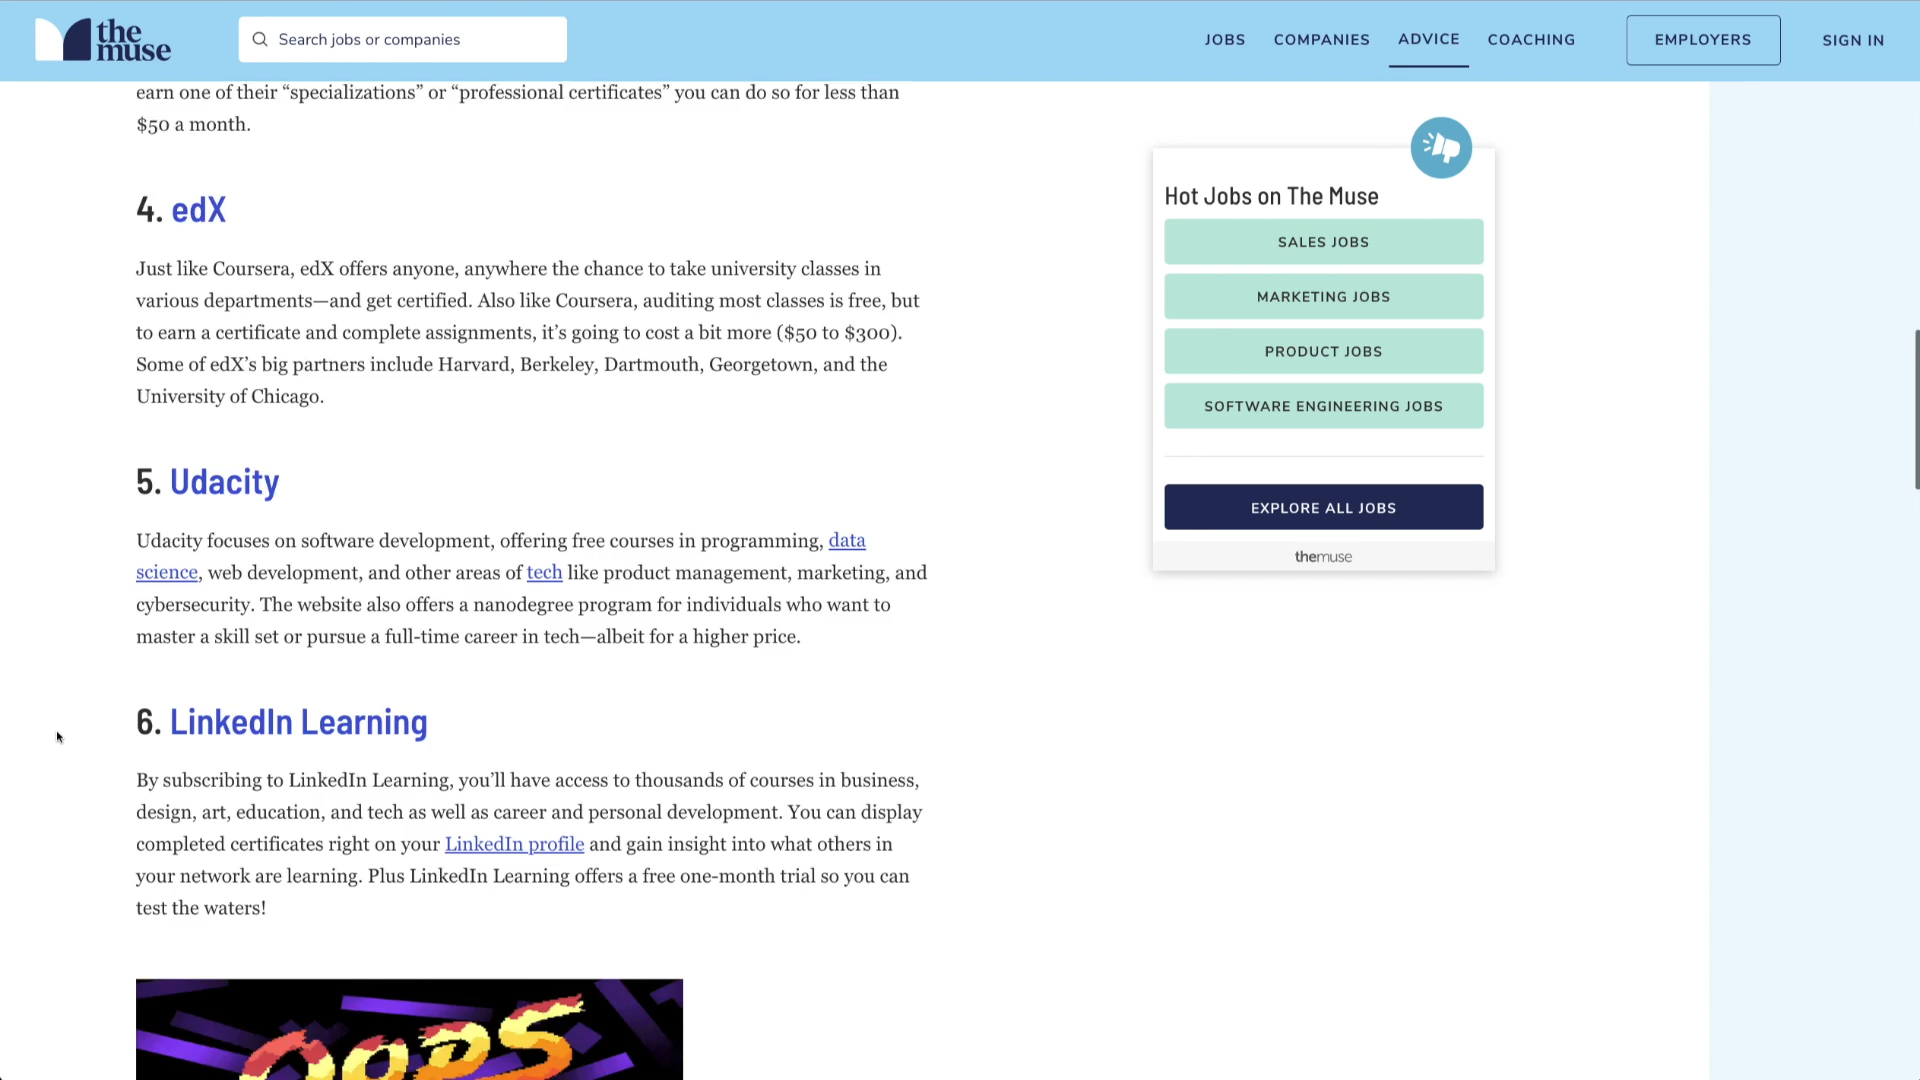 the
muse
Search jobs or companies
JOBS
COMPANIES
ADVICE
COACHING
EMPLOYERS
SIGN IN
earn one of their “specializations” or “professional certificates” you can do so for less than
$50 a month.
4. edX
Just like Coursera, edX offers anyone, anywhere the chance to take university classes in
various departments—and get certified. Also like Coursera, auditing most classes is free, but
to earn a certificate and complete assignments, it’s going to cost a bit more ($50 to $300).
Some of edX’s big partners include Harvard, Berkeley, Dartmouth, Georgetown, and the
University of Chicago.
5. Udacity
Udacity focuses on software development, offering free courses in programming, data
science, web development, and other areas of tech like product management, marketing, and
cybersecurity. The website also offers a nanodegree program for individuals who want to
master a skill set or pursue a full-time career in tech—albeit for a higher price.
6. LinkedIn Learning
By subscribing to LinkedIn Learning, you’ll have access to thousands of courses in business,
design, art, education, and tech as well as career and personal development. You can display
completed certificates right on your LinkedIn profile and gain insight into what others in
your network are learning. Plus LinkedIn Learning offers a free one-month trial so you can
test the waters!
OOPS
Hot Jobs on The Muse
SALES JOBS
MARKETING JOBS
PRODUCT JOBS
SOFTWARE ENGINEERING JOBS
EXPLORE ALL JOBS
themuse